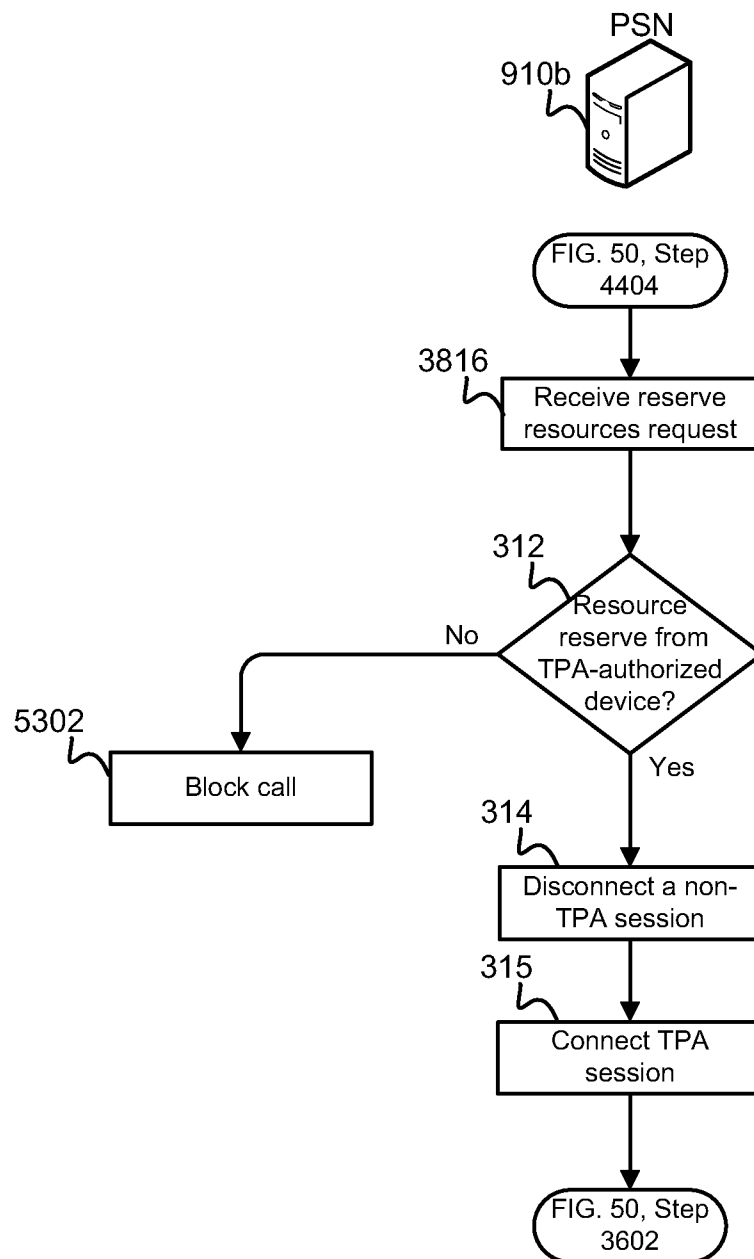 PSN
910b
FIG. 50, Step
4404
3816
Receive reserve
resources request
312
Resource
reserve from
TPA-authorized
device?
No
Yes
5302
Block call
314
Disconnect a non-
TPA session
315
Connect TPA
session
FIG. 50, Step
3602